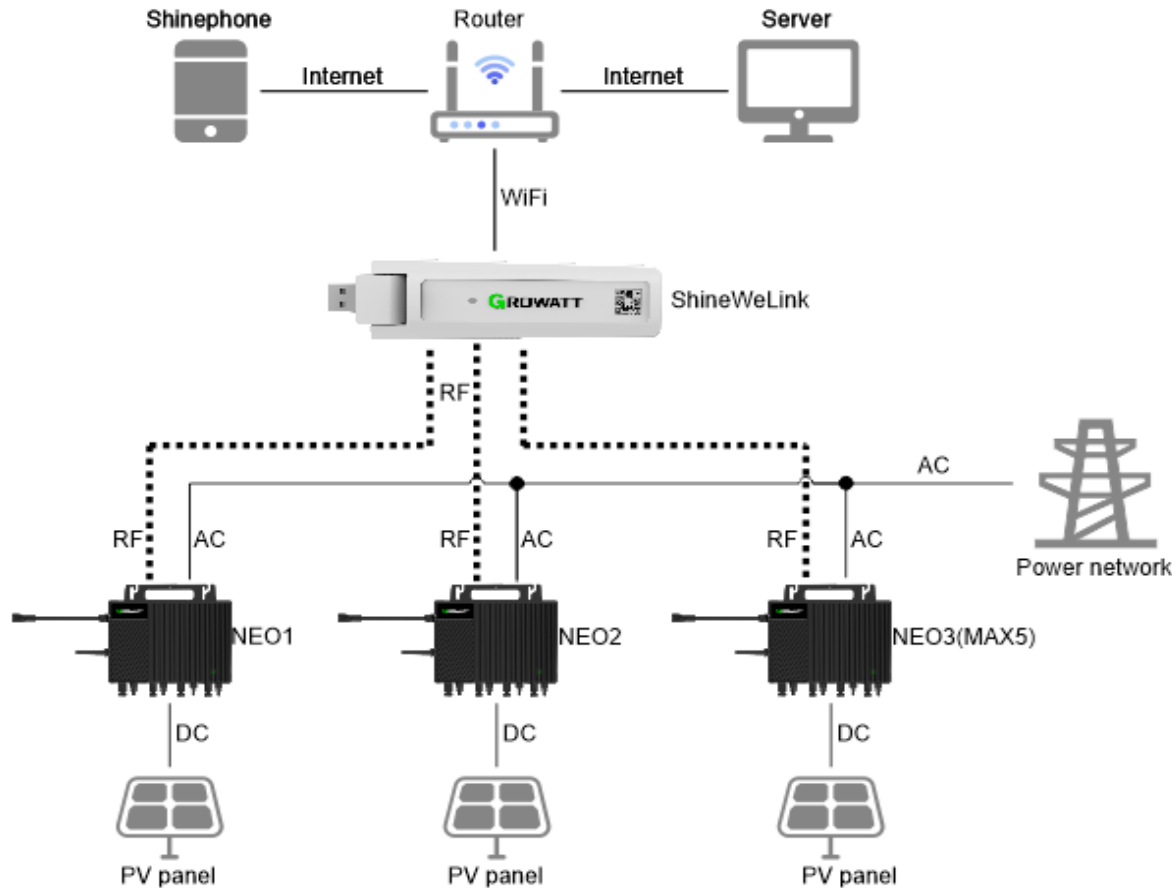 Shinephone
Router
Server
Internet
Internet
WiFi
GROWATT
ShineWeLink
RF
AC
RF
AC
RF
AC
RF
AC
Power network
NEO1
NEO2
NEO3(MAX5)
DC
DC
DC
PV panel
PV panel
PV panel